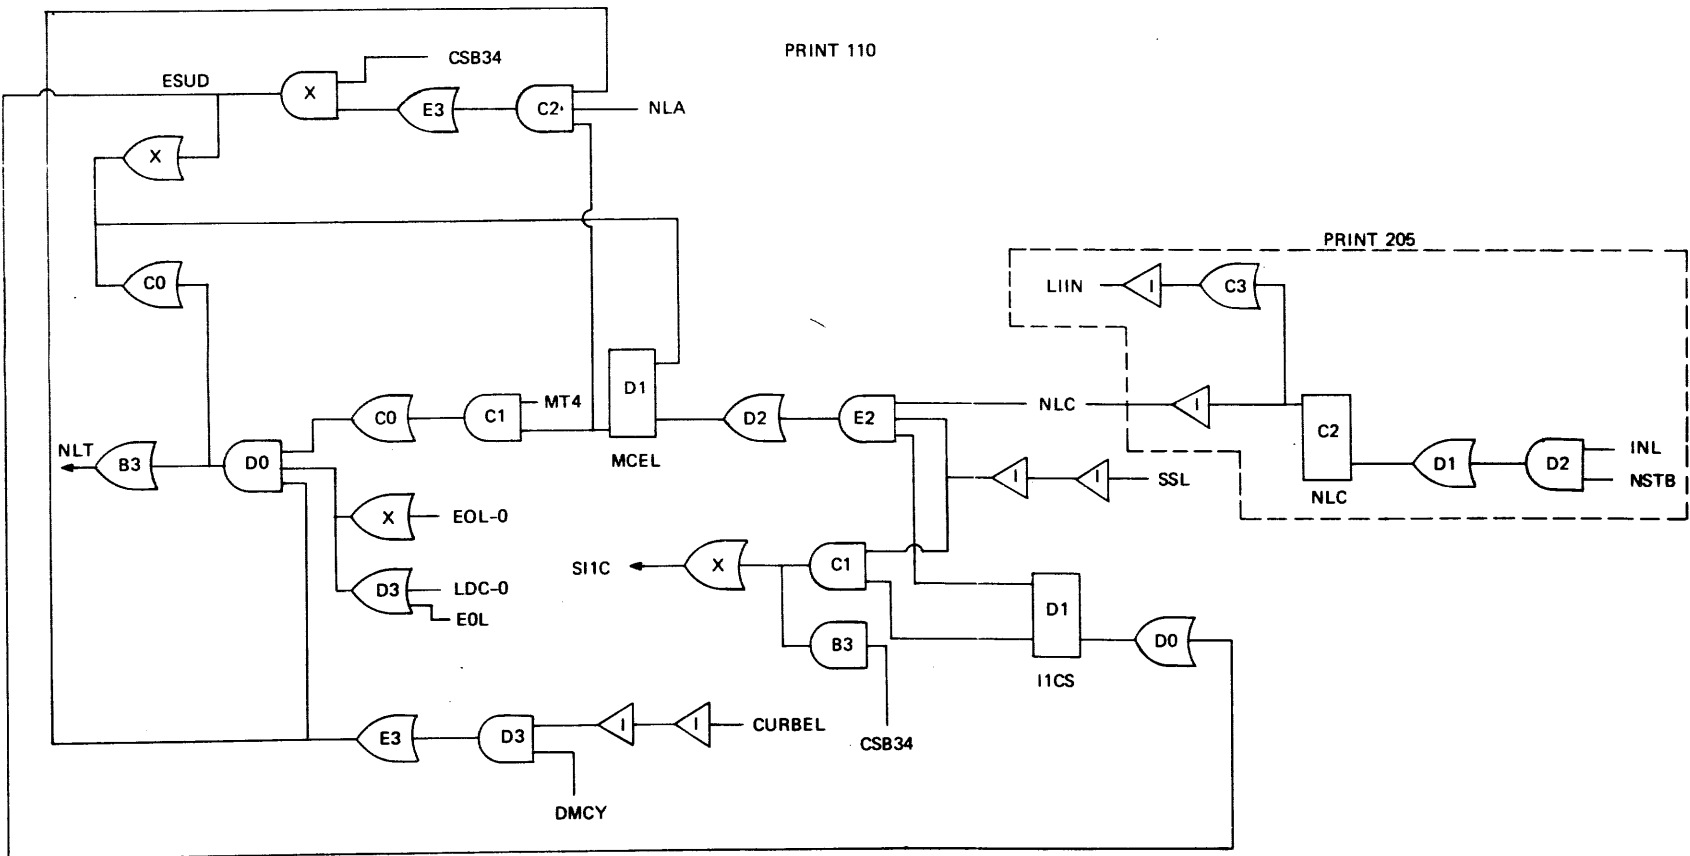 PRINT 110
CSB34
ESUD
X
E3
C2
NLA
X
PRINT 205
C0
LIIN
I
C3
D1
MT4
C0
C1
D2
E2
NLC
I
C2
MCEL
NLT
B3
D0
INL
D1
D2
NSTB
NLC
I
I
SSL
X
EOL-0
SI1C
X
C1
D3
LDC-0
EOL
D1
B3
D0
I1CS
E3
D3
I
I
CURBEL
CSB34
DMCY